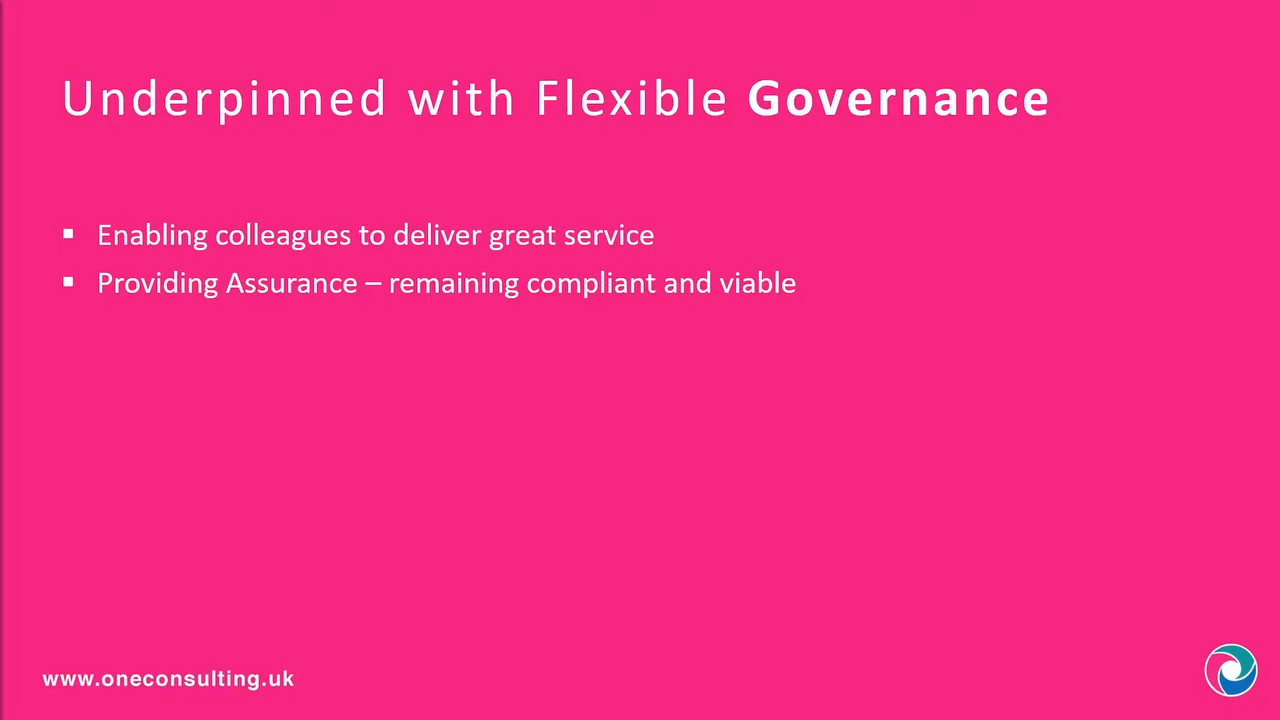 Underpinned with Flexible Governance
▪ Enabling colleagues to deliver great service
▪ Providing Assurance – remaining compliant and viable
www.oneconsulting.uk